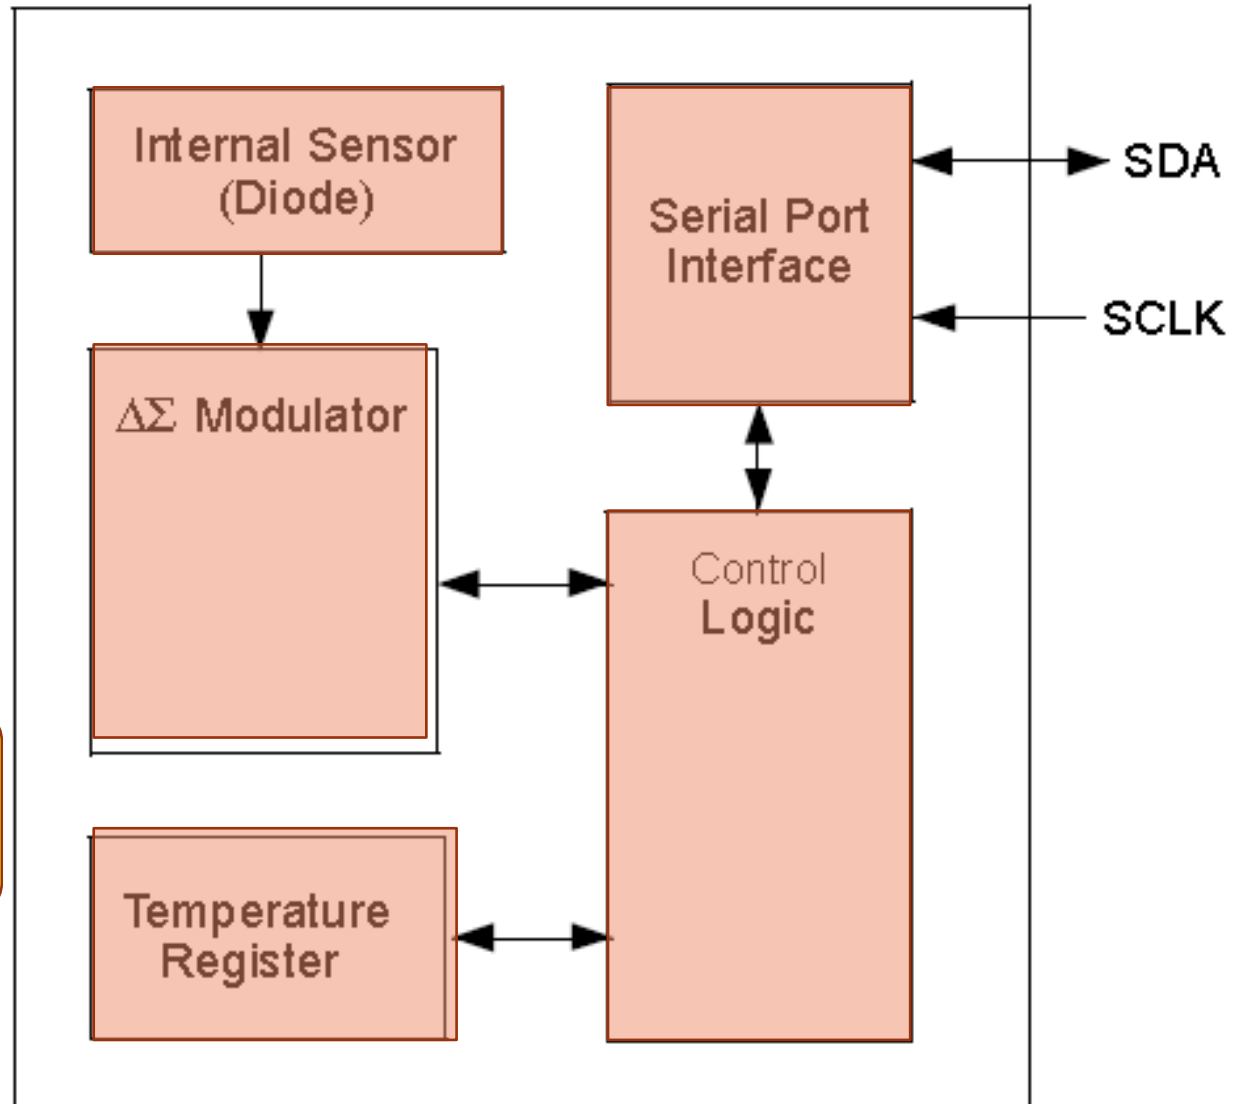 Internal Sensor
(Diode)
Serial Port
Interface
SDA
SCLK
ΔΣ Modulator
Control
Logic
Temperature
Register